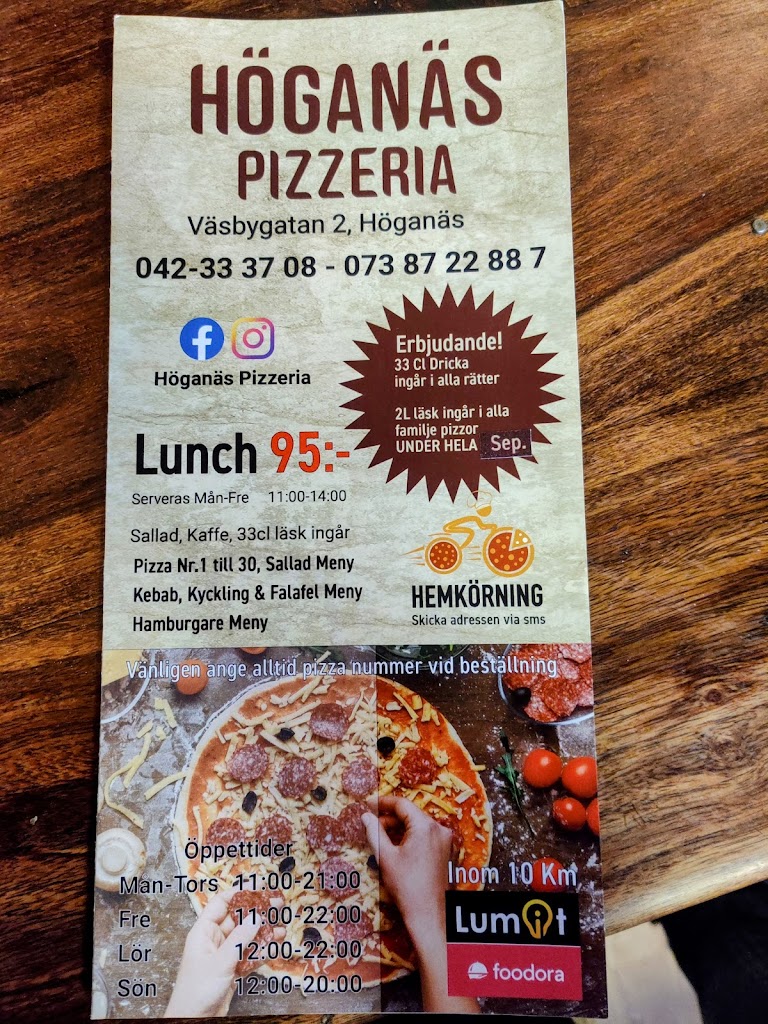 HÖGANÄS
PIZZERIA
Väsbygatan 2, Höganäs
042-33 37 08 - 073 87 22 88 7
Höganäs Pizzeria
Erbjudande!
33 Cl Dricka
ingår i alla rätter
2L läsk ingår i alla
familje pizzor
UNDER HELA Sep.
Lunch 95:-
Serveras Mån-Fre 11:00-14:00
Sallad, Kaffe, 33cl läsk ingår
Pizza Nr.1 till 30, Sallad Meny
Kebab, Kyckling & Falafel Meny
Hamburgare Meny
HEMKÖRNING
Skicka adressen via sms
Vänligen ange alltid pizza nummer vid beställning
Öppettider
Mån-Tors 11:00-21:00
Fre 11:00-22:00
Lör 12:00-22:00
Sön 12:00-20:00
Inom 10 Km
Lumit
foodora